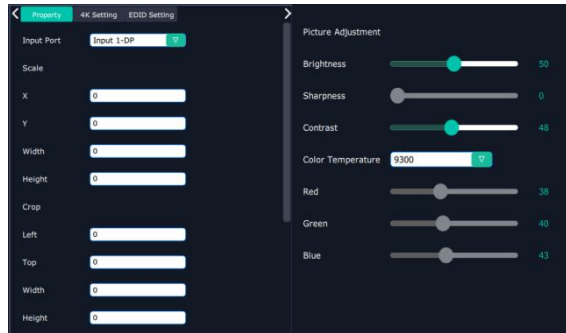 Property 4K Setting EDID Setting
Input Port Input 1-DP
Scale
X 0
Y 0
Width 0
Height 0
Crop
Left 0
Top 0
Width 0
Height 0
Picture Adjustment
Brightness 50
Sharpness 0
Contrast 48
Color Temperature 9300
Red 38
Green 40
Blue 43